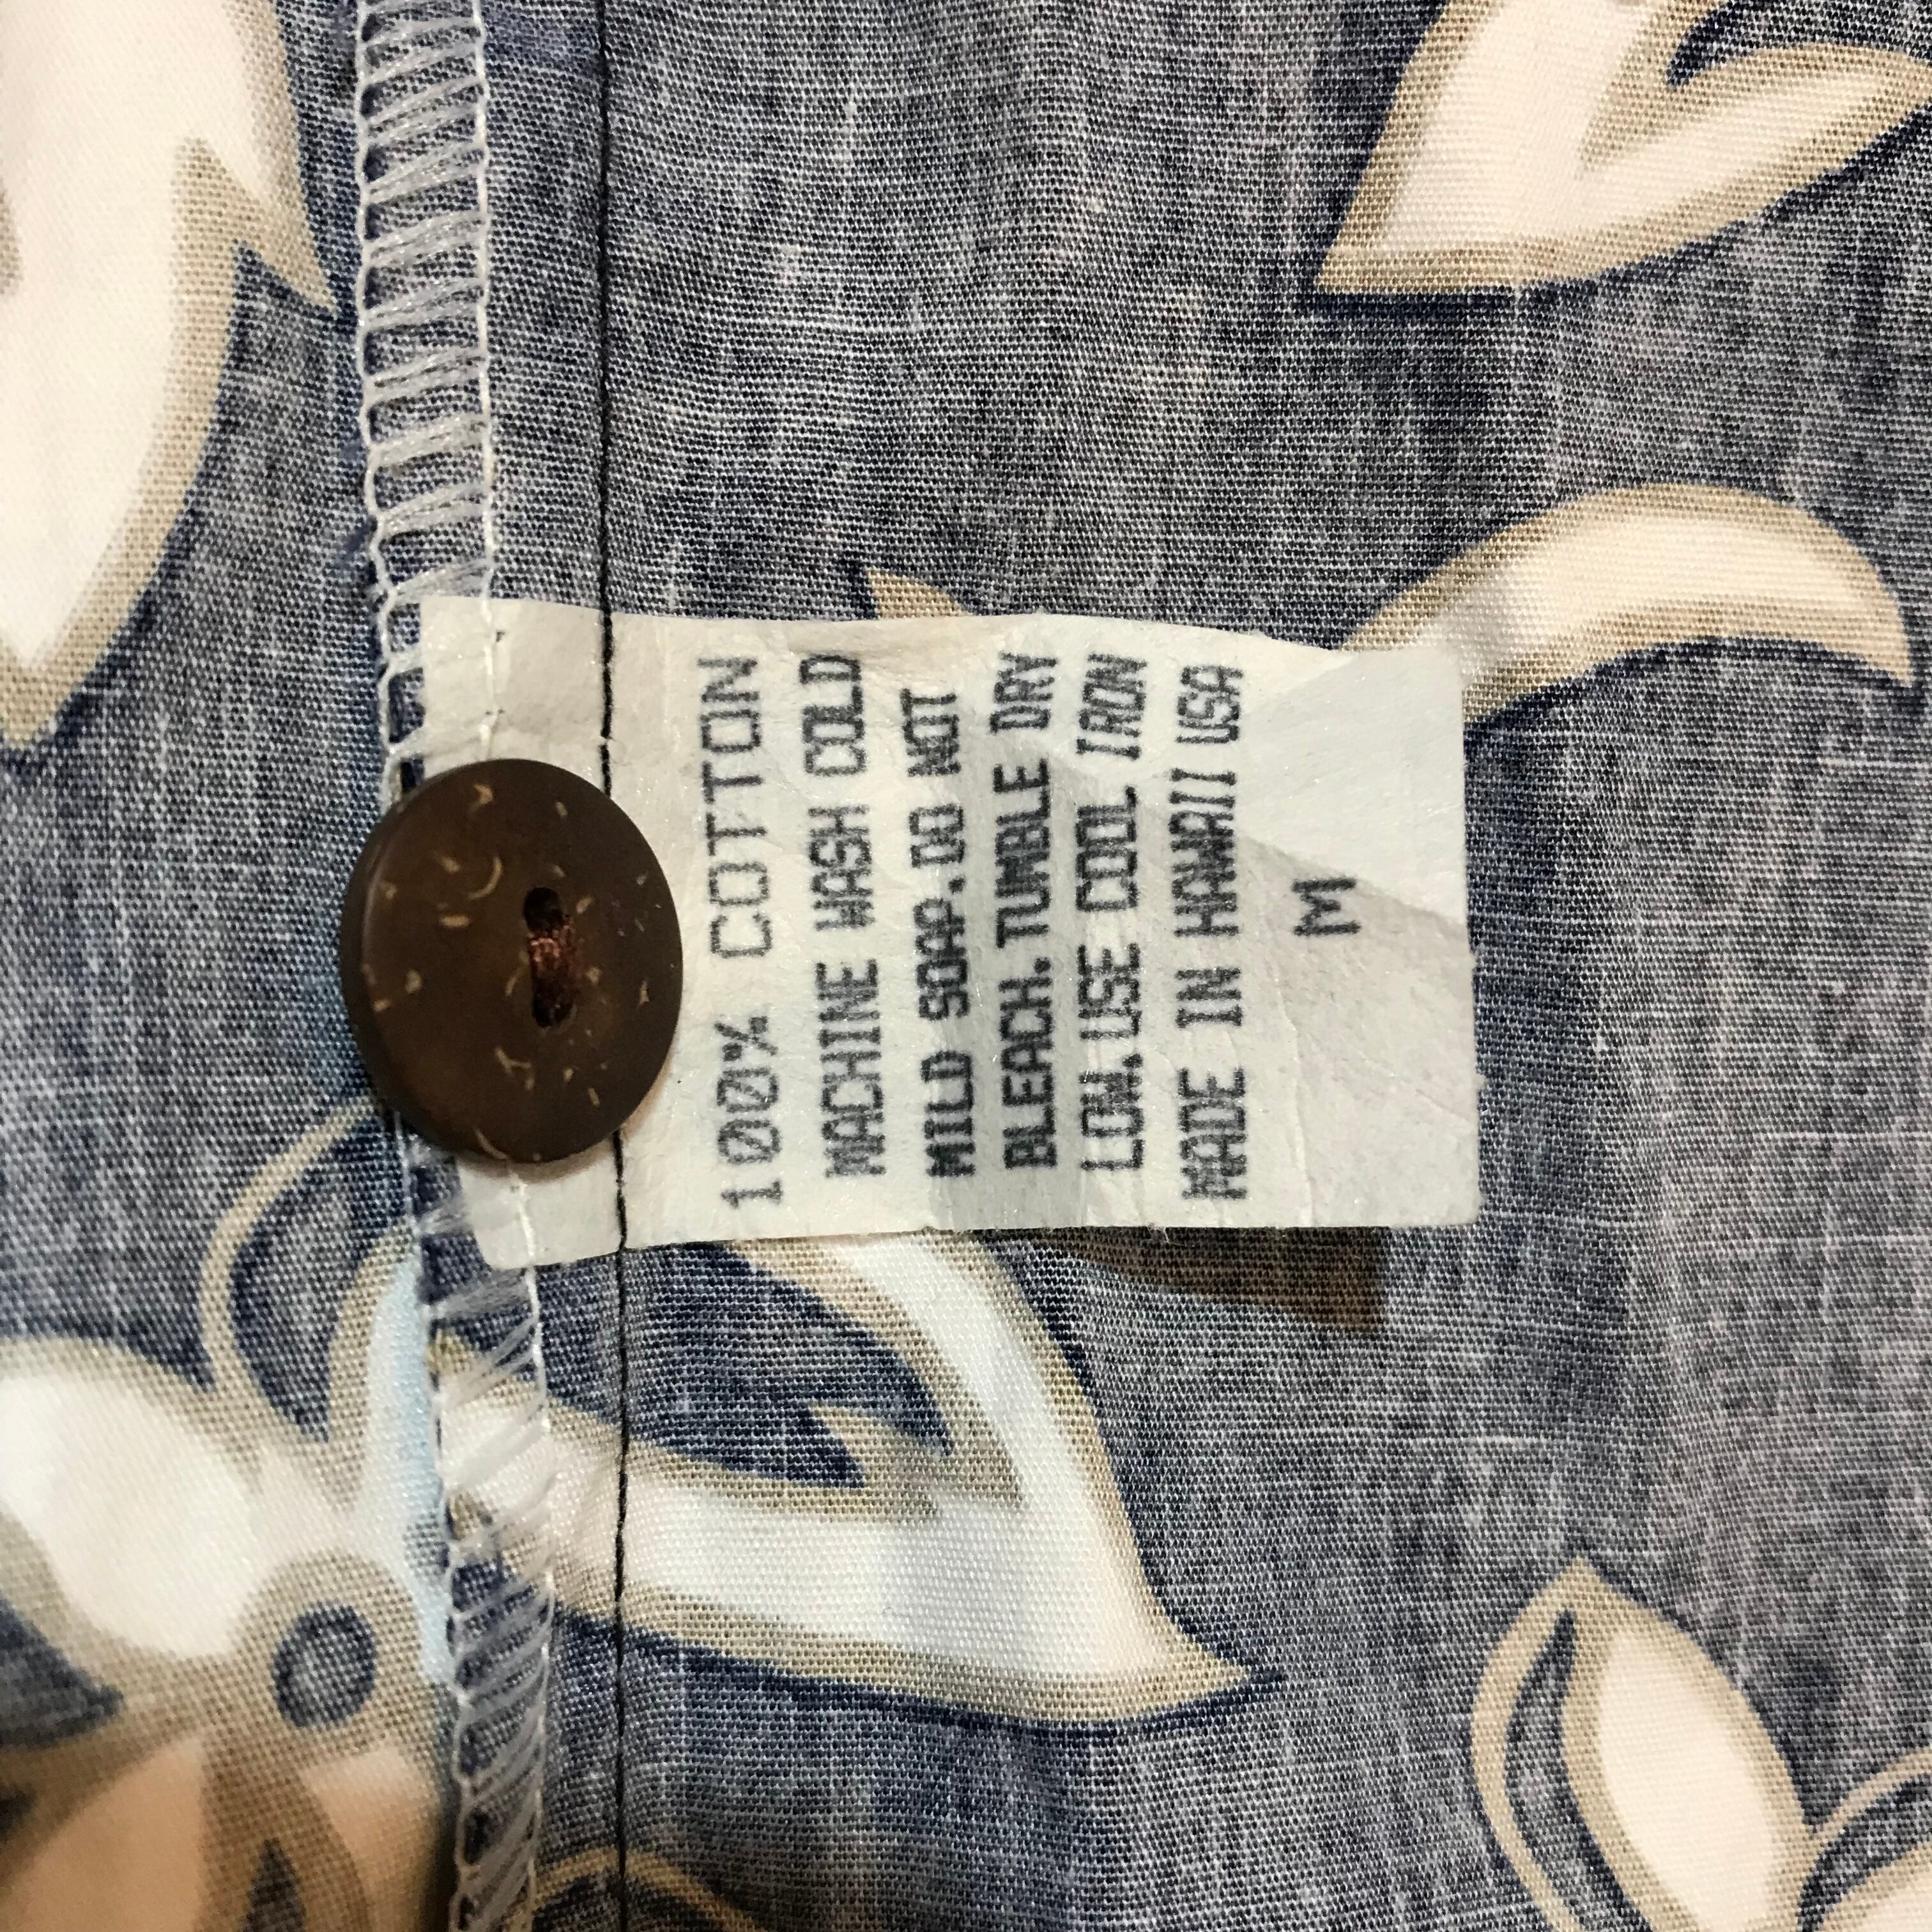 100% COTTON
MACHINE WASH COLD
MILD SOAP.DO NOT
BLEACH.TUMBLE DRY
LOW.USE COOL IRON
MADE IN HAWAII USA
M